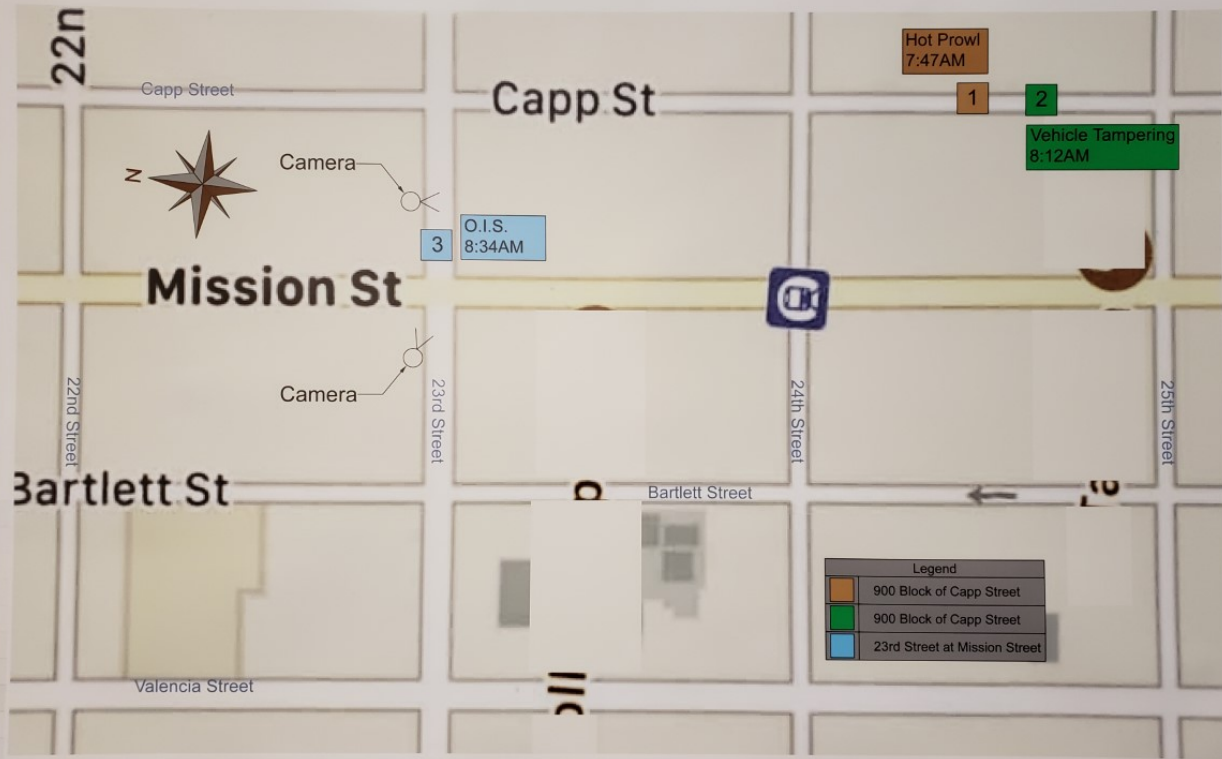 22n
Capp Street
Capp St
Hot Prowl
7:47AM
1
2
Vehicle Tampering
8:12AM
N
Camera
3
O.I.S.
8:34AM
Mission St
Camera
22nd Street
23rd Street
24th Street
25th Street
Bartlett St
Bartlett Street
Legend
900 Block of Capp Street
900 Block of Capp Street
23rd Street at Mission Street
Valencia Street